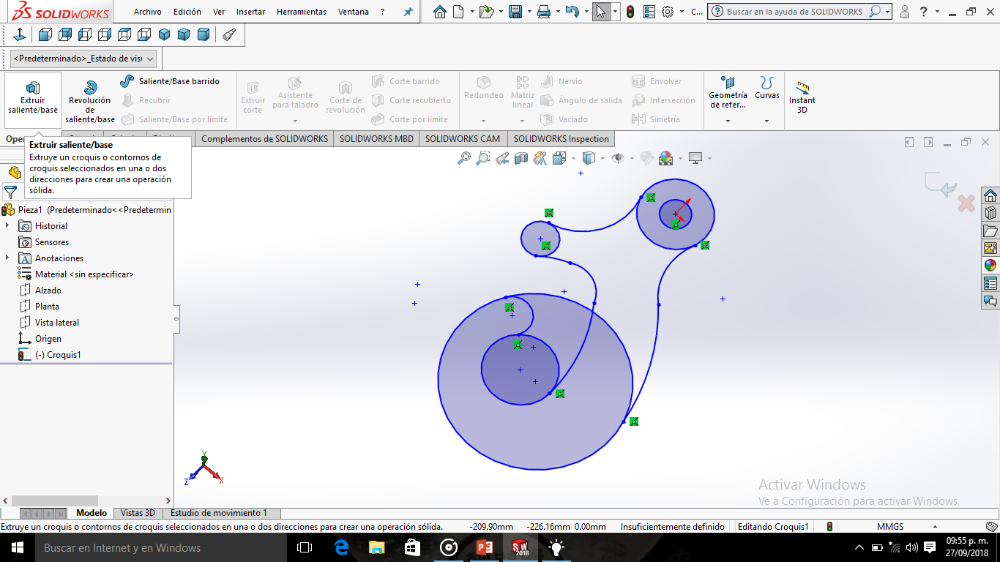 SOLIDWORKS
Archivo Edición Ver Insertar Herramientas Ventana ?
C...
Buscar en la ayuda de SOLIDWORKS
?
<Predeterminado>_Estado de visu
Extruir
saliente/base
Revolución
de
saliente/base
Saliente/Base barrido
Recubrir
Saliente/Base por límite
Extruir
corte
Asistente
para taladro
Corte de
revolución
Corte barrido
Corte recubierto
Corte por límite
Redondeo
Matriz
lineal
Nervio
Ángulo de salida
Vaciado
Envolver
Intersección
Simetría
Geometría
de refer...
Curvas
Instant
3D
Complementos de SOLIDWORKS
SOLIDWORKS MBD
SOLIDWORKS CAM
SOLIDWORKS Inspection
Extruir saliente/base
Extruye un croquis o contornos de
croquis seleccionados en una o dos
direcciones para crear una operación
sólida.
Pieza1 (Predeterminado<<Predetermin
Historial
Sensores
Anotaciones
Material <sin especificar>
Alzado
Planta
Vista lateral
Origen
(-) Croquis1
Y
Z
X
Activar Windows
Ve a Configuración para activar Windows.
Modelo
Vistas 3D
Estudio de movimiento 1
Extruye un croquis o contornos de croquis seleccionados en una o dos direcciones para crear una operación sólida.
-209.90mm -226.16mm 0.00mm Insuficientemente definido Editando Croquis1 MMGS
Buscar en Internet y en Windows
SW
2018
09:55 p. m.
27/09/2018